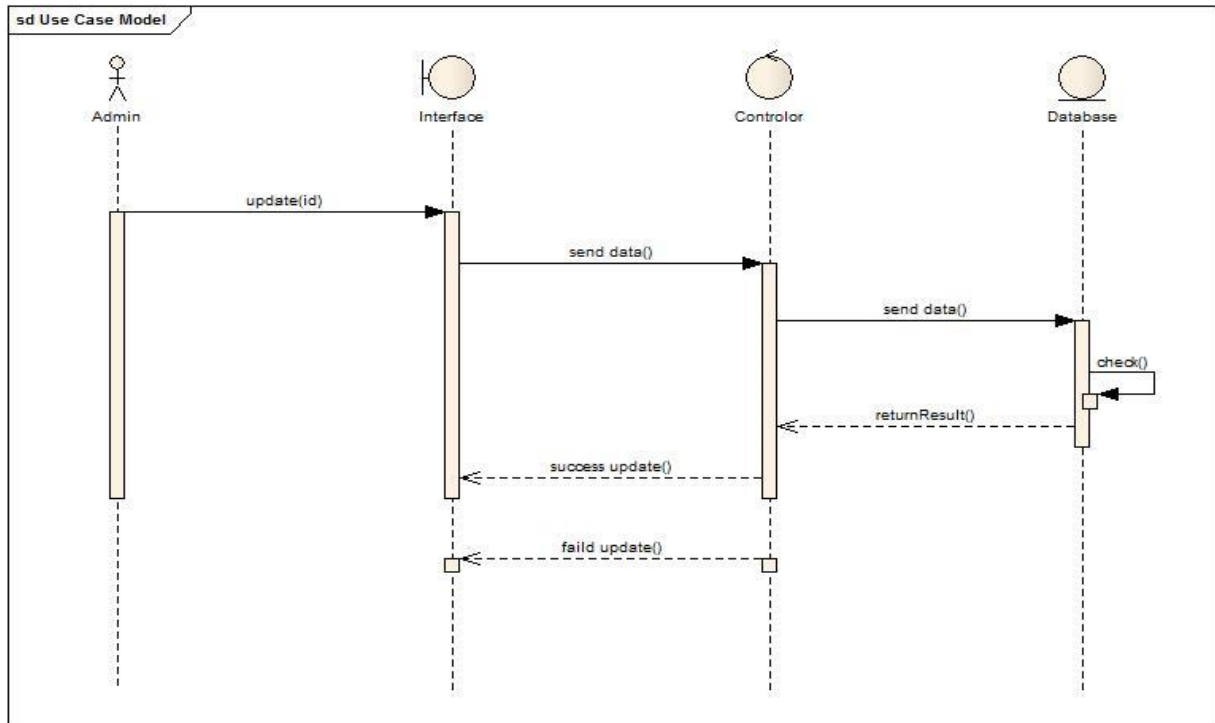 sd Use Case Model
Admin
Interface
Controlor
Database
update(id)
send data()
send data()
check()
returnResult()
success update()
faild update()